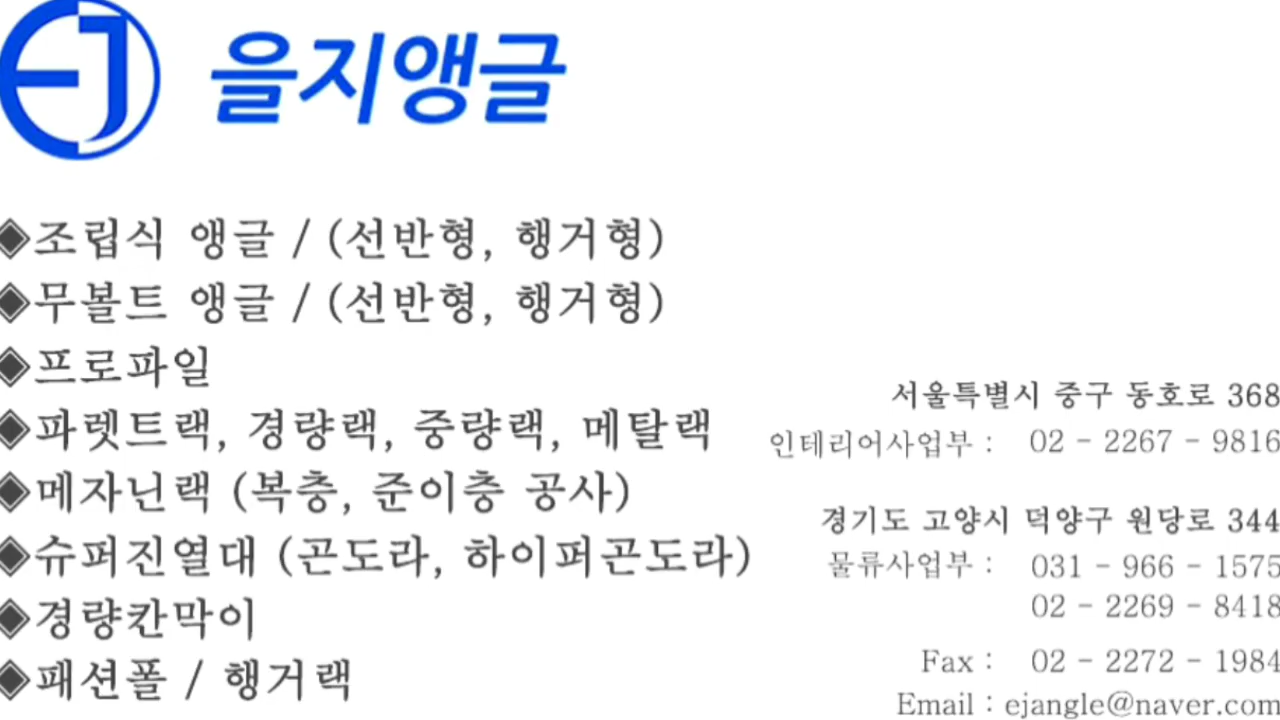 EJ 을지앵글
◈조립식 앵글 / (선반형, 행거형)
◈무볼트 앵글 / (선반형, 행거형)
◈프로파일
◈파렛트랙, 경량랙, 중량랙, 메탈랙
◈메자닌랙 (복층, 준이층 공사)
◈슈퍼진열대 (곤도라, 하이퍼곤도라)
◈경량칸막이
◈패션폴 / 행거랙
서울특별시 중구 동호로 368
인테리어사업부 : 02 - 2267 - 9816
경기도 고양시 덕양구 원당로 344
물류사업부 : 031 - 966 - 1575
02 - 2269 - 8418
Fax : 02 - 2272 - 1984
Email : ejangle@naver.com